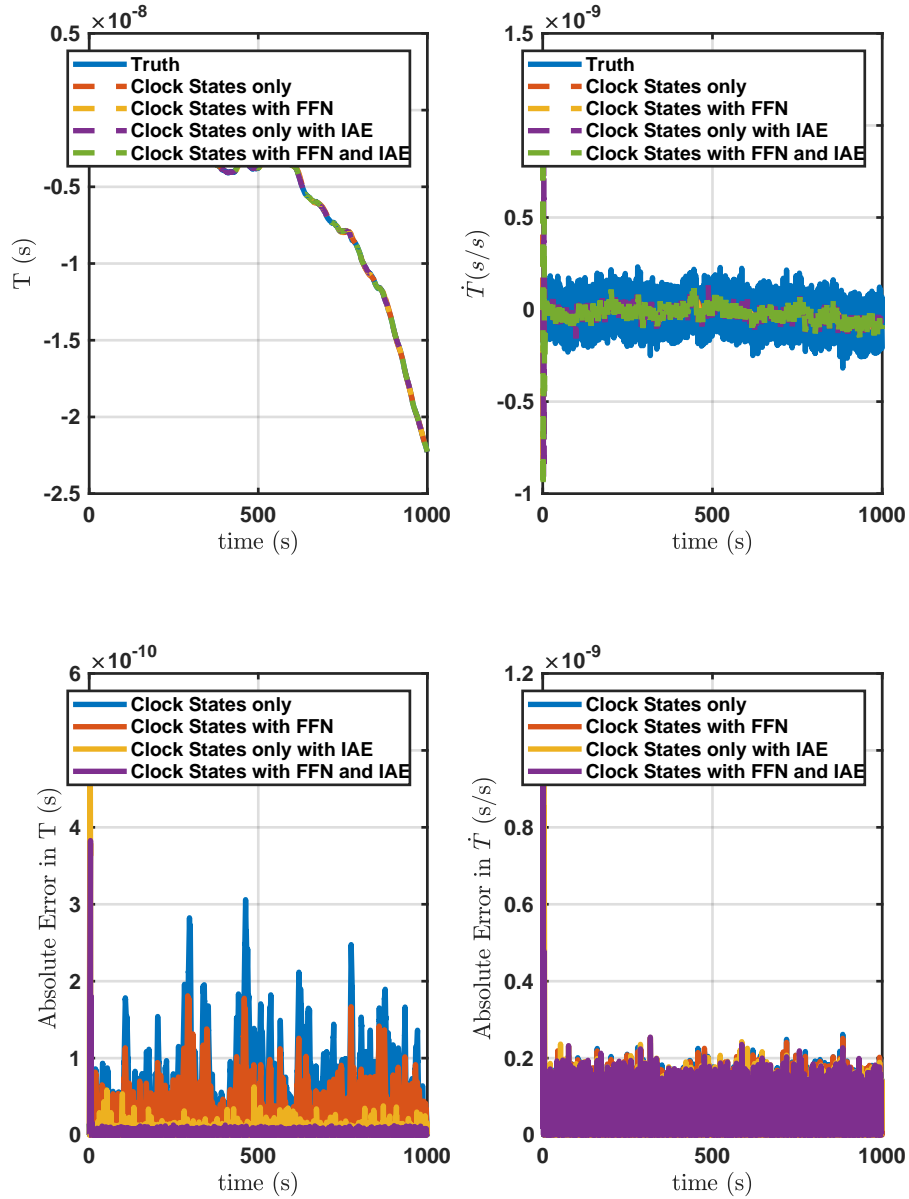 ×10^-8
0.5
Truth
Clock States only
Clock States with FFN
Clock States only with IAE
Clock States with FFN and IAE
-0.5
-1
-1.5
-2
-2.5
0
500
1000
T (s)
time (s)
×10^-9
1.5
Truth
Clock States only
Clock States with FFN
Clock States only with IAE
Clock States with FFN and IAE
0.5
0
-0.5
-1
0
500
1000
Ṫ(s/s)
time (s)
×10^-10
6
Clock States only
Clock States with FFN
Clock States only with IAE
Clock States with FFN and IAE
4
3
2
1
0
0
500
1000
Absolute Error in T (s)
time (s)
×10^-9
1.2
Clock States only
Clock States with FFN
Clock States only with IAE
Clock States with FFN and IAE
0.8
0.6
0.4
0.2
0
0
500
1000
Absolute Error in Ṫ (s/s)
time (s)